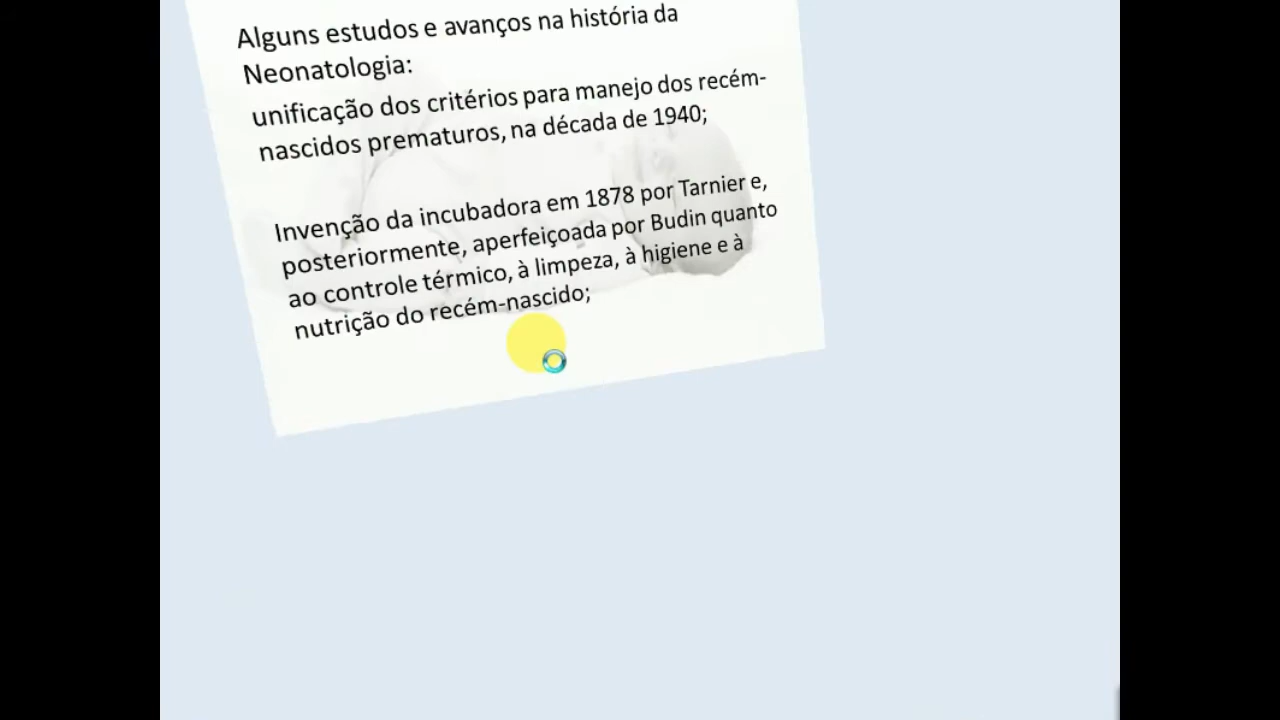 Alguns estudos e avanços na história da
Neonatologia:
unificação dos critérios para manejo dos recém-
nascidos prematuros, na década de 1940;
Invenção da incubadora em 1878 por Tarnier e,
posteriormente, aperfeiçoada por Budin quanto
ao controle térmico, à limpeza, à higiene e à
nutrição do recém-nascido;